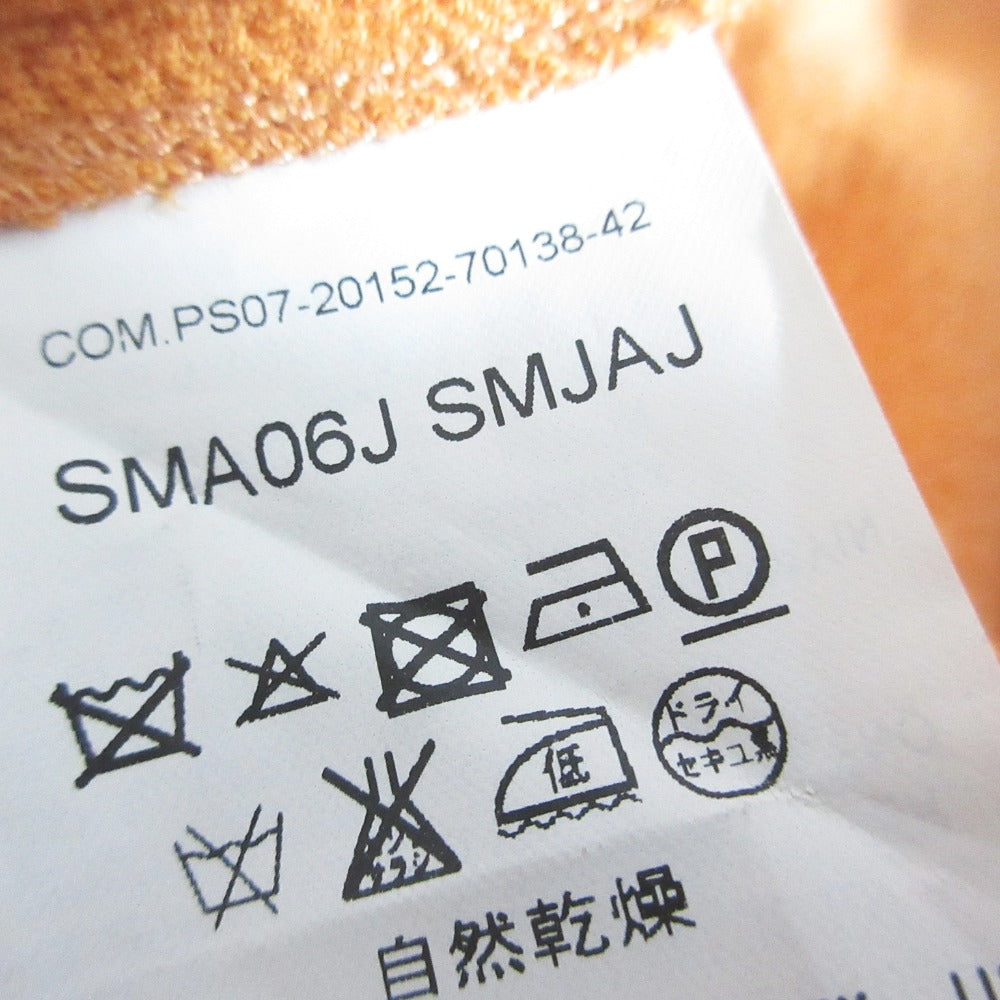 COM.PS07-20152-70138-42
SMA06J SMJAJ
P
低
ドライ
セキユ系
自然乾燥